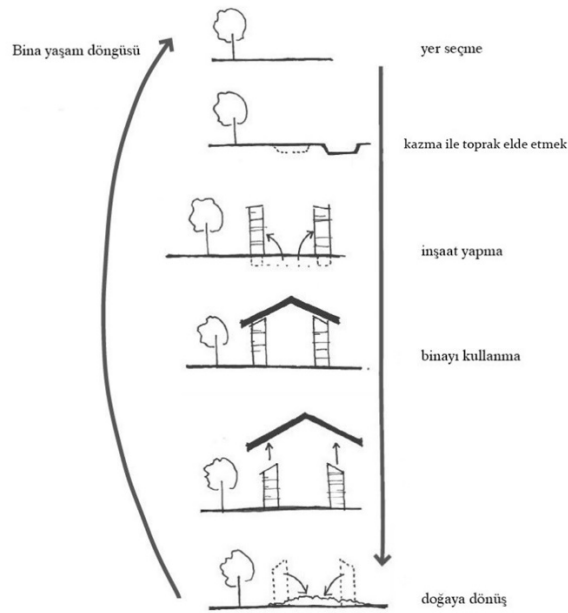 Bina yaşam döngüsü
yer seçme
kazma ile toprak elde etmek
inşaat yapma
binayı kullanma
doğaya dönüş